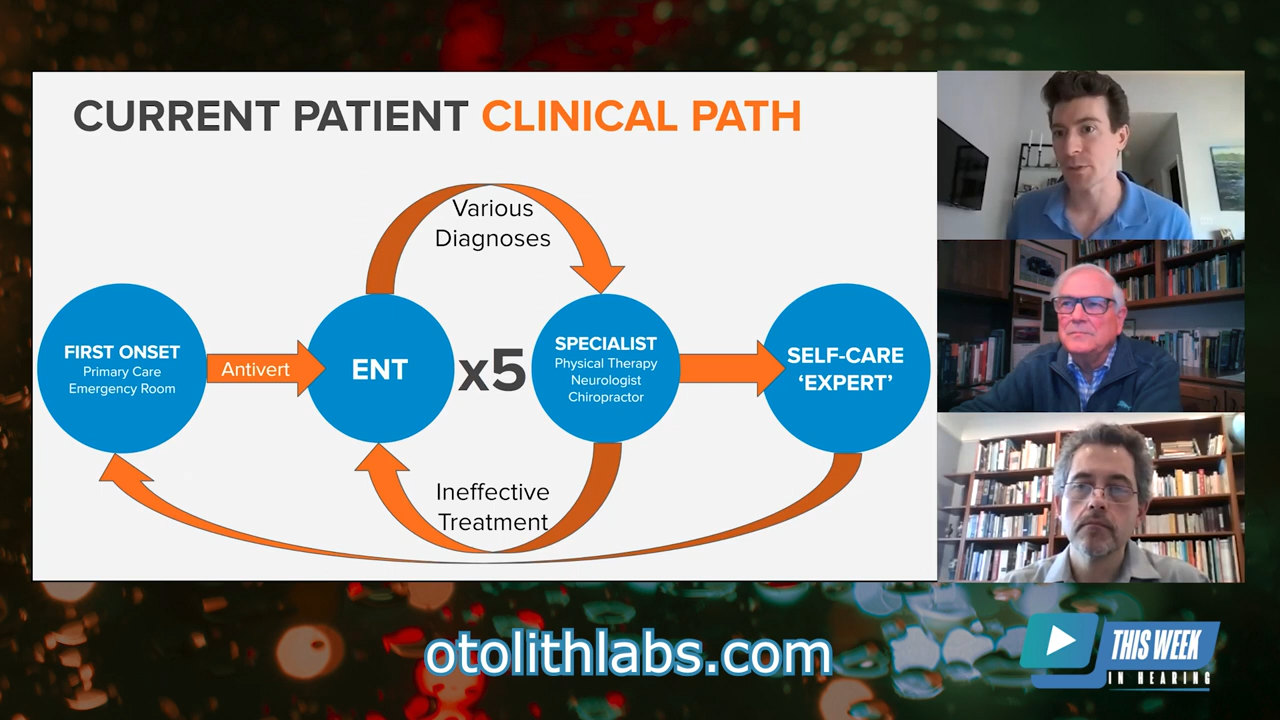 CURRENT PATIENT CLINICAL PATH
Various
Diagnoses
FIRST ONSET
Primary Care
Emergency Room
Antivert
ENT
x5
SPECIALIST
Physical Therapy
Neurologist
Chiropractor
SELF-CARE
‘EXPERT’
Ineffective
Treatment
otolithlabs.com
THIS WEEK
IN HEARING